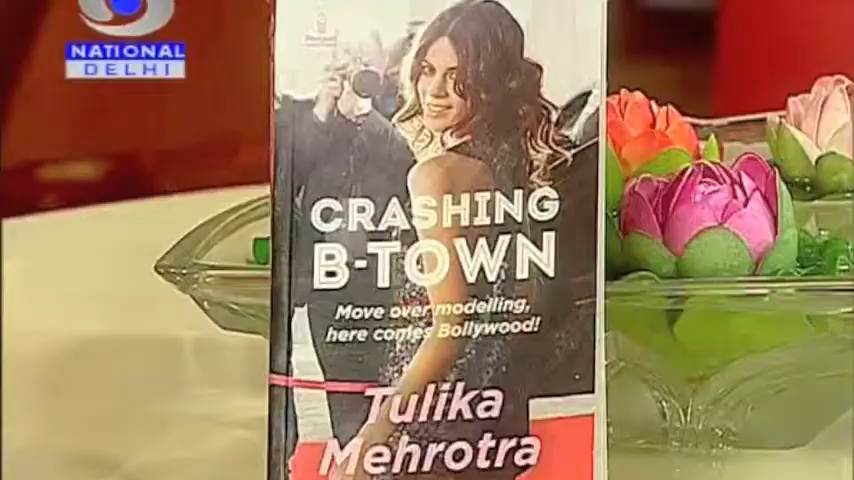 NATIONAL
DELHI
CRASHING
B-TOWN
Move over modelling,
here comes Bollywood!
Tulika
Mehrotra